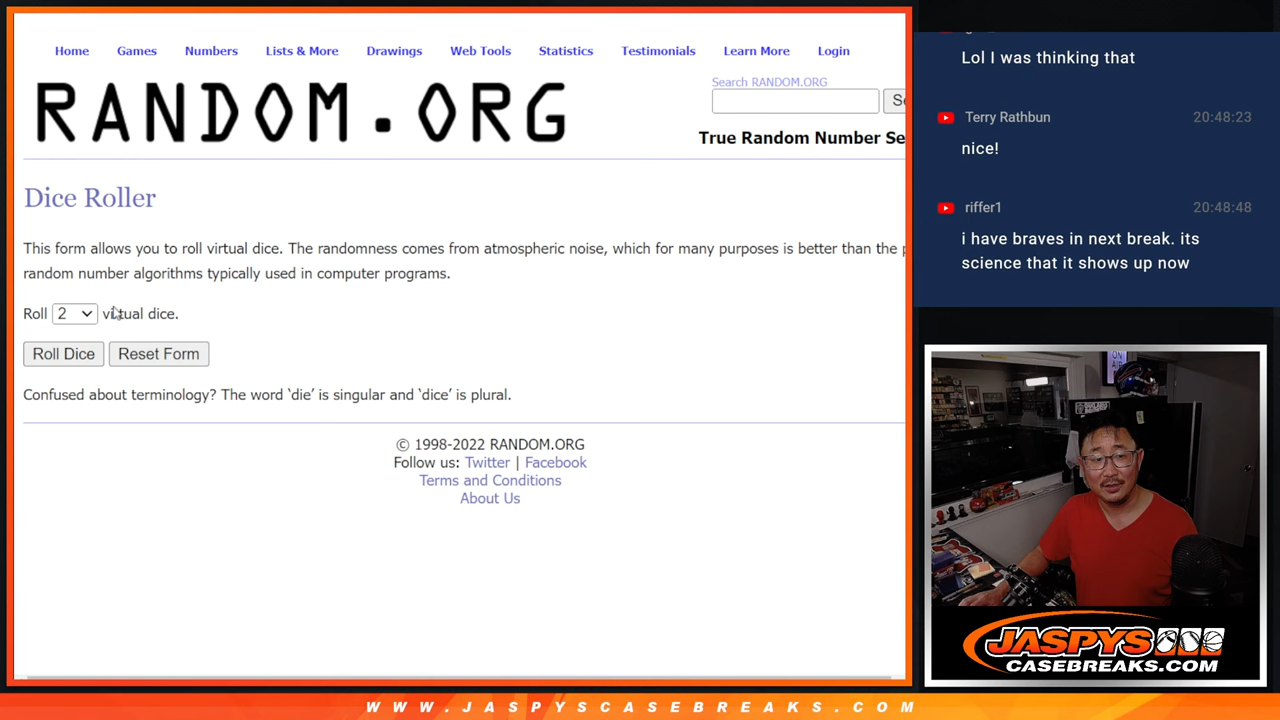 Home Games Numbers Lists & More Drawings Web Tools Statistics Testimonials Learn More Login
RANDOM.ORG
Search RANDOM.ORG
True Random Number Se
Dice Roller
This form allows you to roll virtual dice. The randomness comes from atmospheric noise, which for many purposes is better than the p
random number algorithms typically used in computer programs.
Roll 2 virtual dice.
Roll Dice Reset Form
Confused about terminology? The word ‘die’ is singular and ‘dice’ is plural.
© 1998-2022 RANDOM.ORG
Follow us: Twitter | Facebook
Terms and Conditions
About Us
Lol I was thinking that
Terry Rathbun 20:48:23
nice!
riffer1 20:48:48
i have braves in next break. its
science that it shows up now
ON
AIR
JASPYS
CASEBREAKS.COM
WWW.JASPYSCASEBREAKS.COM